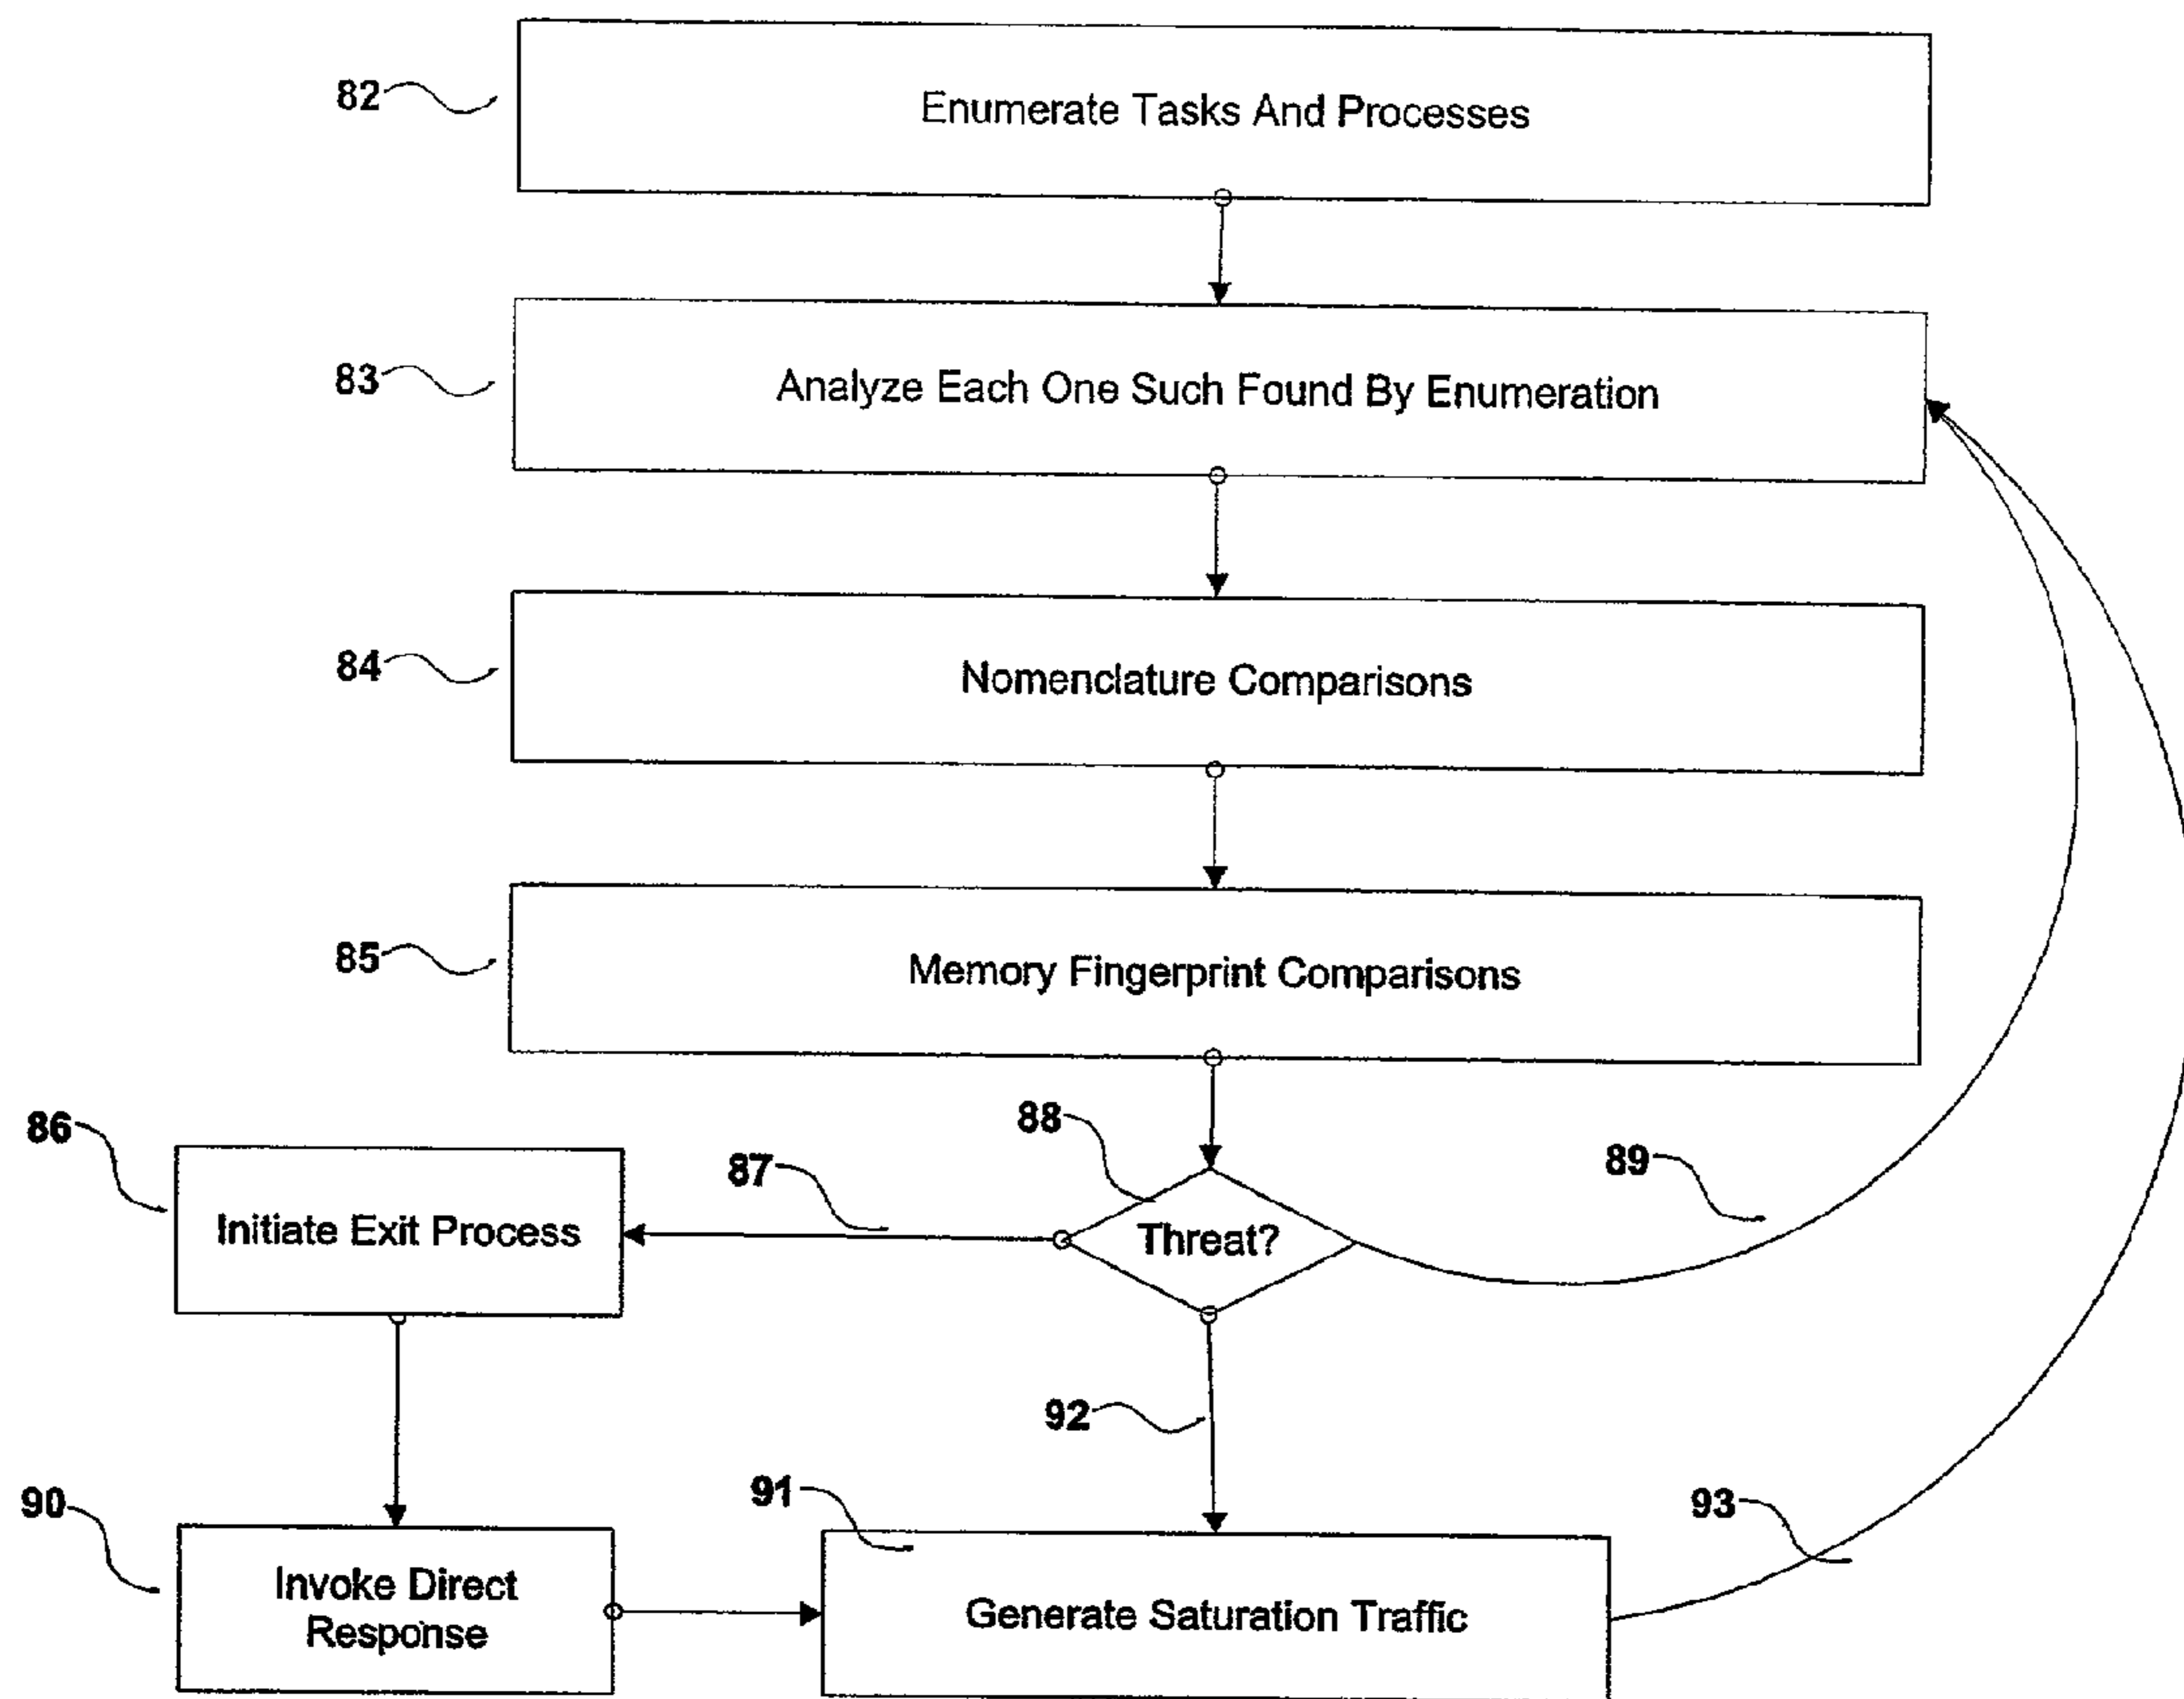 82
Enumerate Tasks And Processes
83
Analyze Each One Such Found By Enumeration
84
Nomenclature Comparisons
85
Memory Fingerprint Comparisons
86
Initiate Exit Process
87
88
Threat?
89
92
90
Invoke Direct
Response
91
Generate Saturation Traffic
93